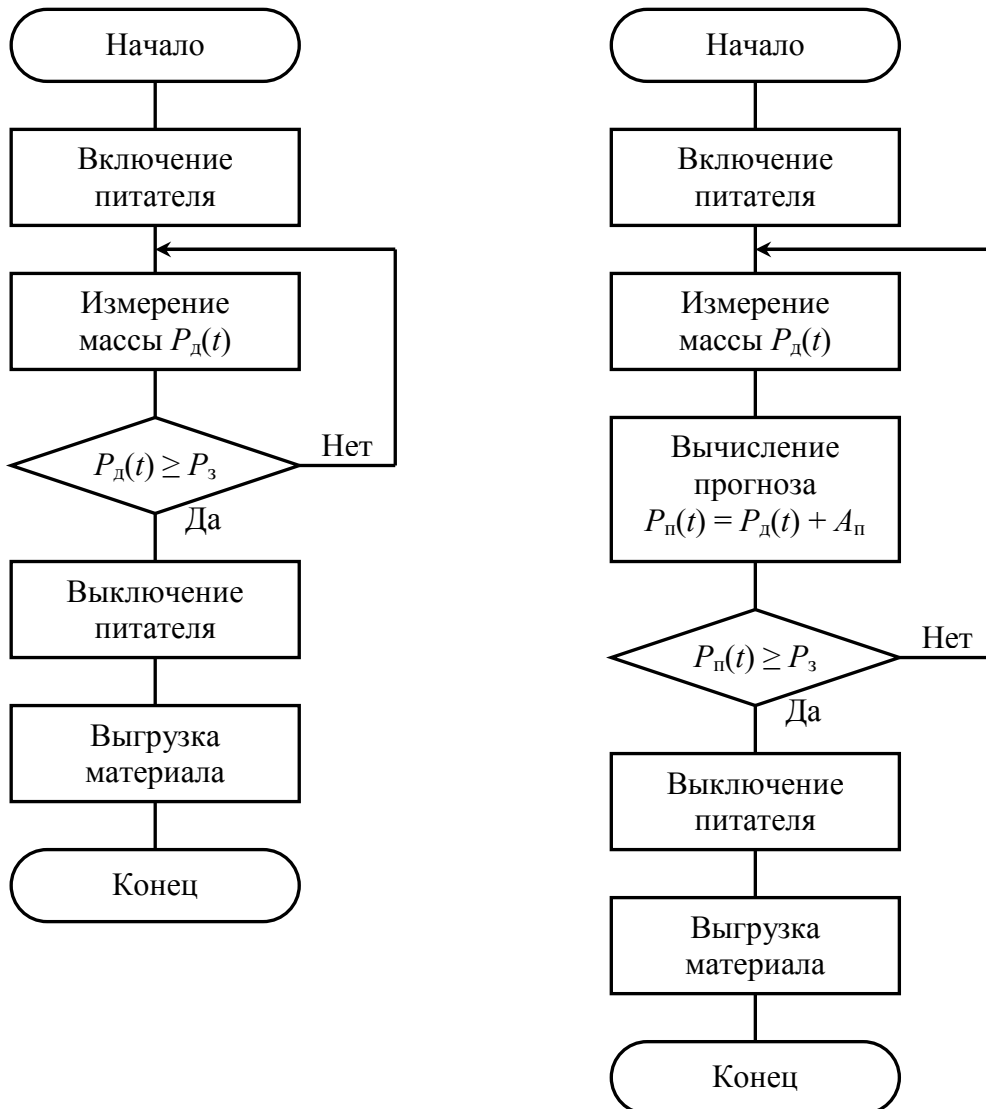 Начало
Включение
питателя
Измерение
массы Pд(t)
Pд(t) ≥ Pз
Нет
Да
Выключение
питателя
Выгрузка
материала
Конец
Начало
Включение
питателя
Измерение
массы Pд(t)
Вычисление
прогноза
Pп(t) = Pд(t) + Aп
Pп(t) ≥ Pз
Нет
Да
Выключение
питателя
Выгрузка
материала
Конец